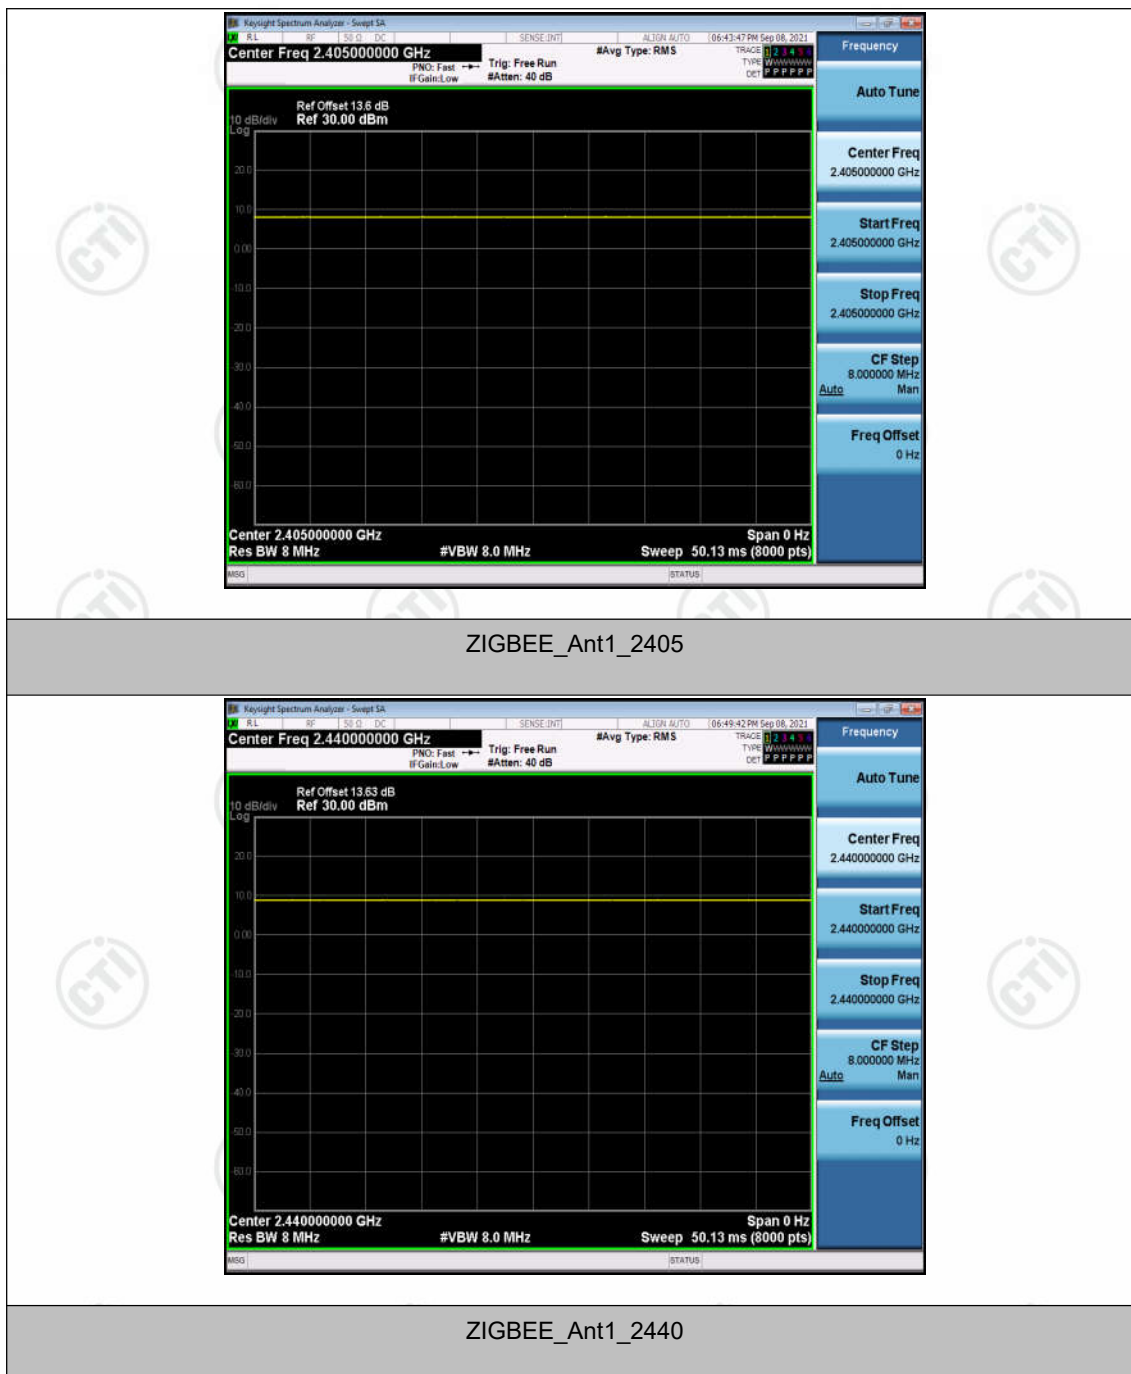 Keysight Spectrum Analyzer - Swept SA
RL RF 50 Ω DC SENSE:INT ALIGN AUTO 06:43:47 PM Sep 08, 2021
Center Freq 2.405000000 GHz
PNO: Fast
IFGain:Low
Trig: Free Run
#Atten: 40 dB
#Avg Type: RMS
TRACE 1 2 3 4 5 6
TYPE WWWWWW
DET P P P P P P
Frequency
Ref Offset 13.6 dB
10 dB/div Ref 30.00 dBm
Log
20.0
10.0
0.00
-10.0
-20.0
-30.0
-40.0
-50.0
-60.0
Center 2.405000000 GHz Span 0 Hz
Res BW 8 MHz #VBW 8.0 MHz Sweep 50.13 ms (8000 pts)
MSG STATUS
Auto Tune
Center Freq
2.405000000 GHz
Start Freq
2.405000000 GHz
Stop Freq
2.405000000 GHz
CF Step
8.000000 MHz
Auto Man
Freq Offset
0 Hz
CTI
CTI
ZIGBEE_Ant1_2405
Keysight Spectrum Analyzer - Swept SA
RL RF 50 Ω DC SENSE:INT ALIGN AUTO 06:49:42 PM Sep 08, 2021
Center Freq 2.440000000 GHz
PNO: Fast
IFGain:Low
Trig: Free Run
#Atten: 40 dB
#Avg Type: RMS
TRACE 1 2 3 4 5 6
TYPE WWWWWW
DET P P P P P P
Frequency
Ref Offset 13.63 dB
10 dB/div Ref 30.00 dBm
Log
20.0
10.0
0.00
-10.0
-20.0
-30.0
-40.0
-50.0
-60.0
Center 2.440000000 GHz Span 0 Hz
Res BW 8 MHz #VBW 8.0 MHz Sweep 50.13 ms (8000 pts)
MSG STATUS
Auto Tune
Center Freq
2.440000000 GHz
Start Freq
2.440000000 GHz
Stop Freq
2.440000000 GHz
CF Step
8.000000 MHz
Auto Man
Freq Offset
0 Hz
CTI
CTI
ZIGBEE_Ant1_2440